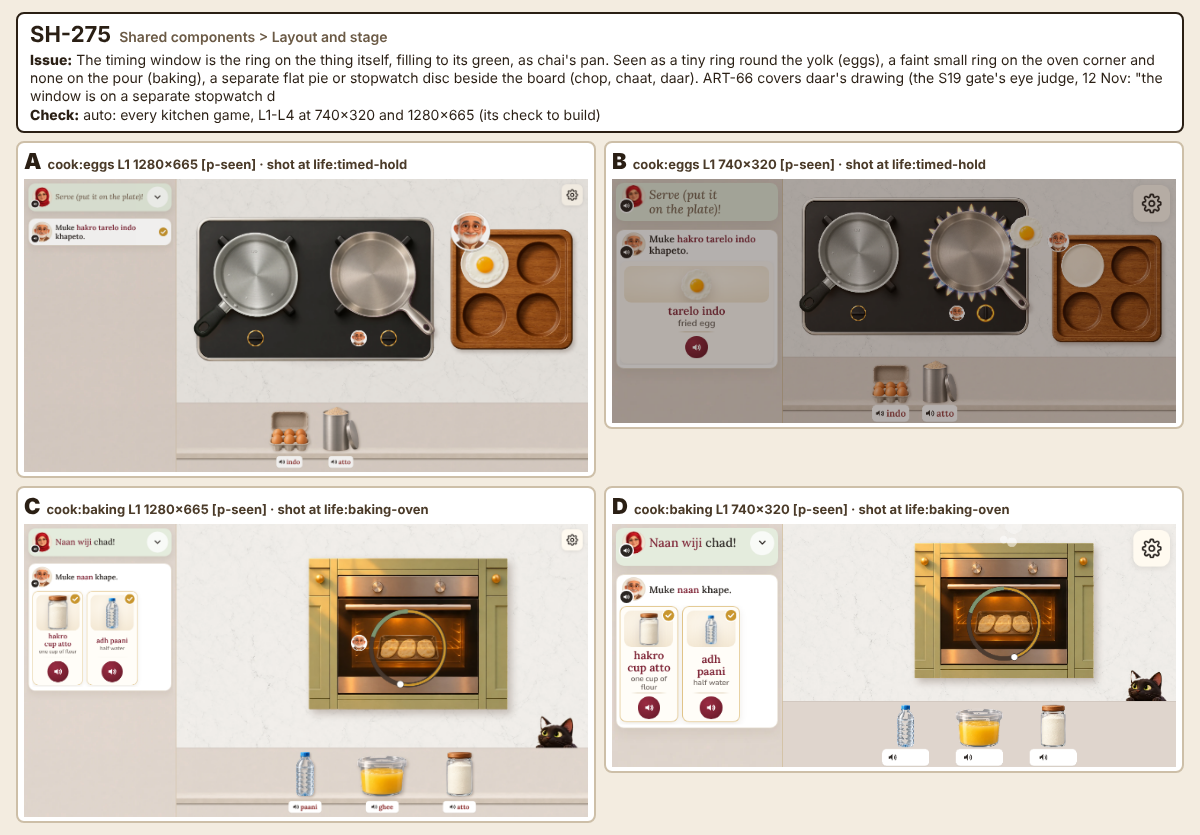 SH-275 Shared components > Layout and stage
Issue: The timing window is the ring on the thing itself, filling to its green, as chai's pan. Seen as a tiny ring round the yolk (eggs), a faint small ring on the oven corner and
none on the pour (baking), a separate flat pie or stopwatch disc beside the board (chop, chaat, daar). ART-66 covers daar's drawing (the S19 gate's eye judge, 12 Nov: "the
window is on a separate stopwatch d
Check: auto: every kitchen game, L1-L4 at 740×320 and 1280×665 (its check to build)
A cook:eggs L1 1280×665 [p-seen] · shot at life:timed-hold
Serve (put it on the plate)!
Muke hakro tarelo indo
khapeto.
indo
atto
B cook:eggs L1 740×320 [p-seen] · shot at life:timed-hold
Serve (put it
on the plate)!
Muke hakro tarelo indo
khapeto.
tarelo indo
fried egg
indo
atto
C cook:baking L1 1280×665 [p-seen] · shot at life:baking-oven
Naan wiji chad!
Muke naan khape.
hakro
cup atto
one cup of flour
adh paani
half water
paani
ghee
atto
D cook:baking L1 740×320 [p-seen] · shot at life:baking-oven
Naan wiji chad!
Muke naan khape.
hakro
cup atto
one cup of
flour
adh
paani
half water